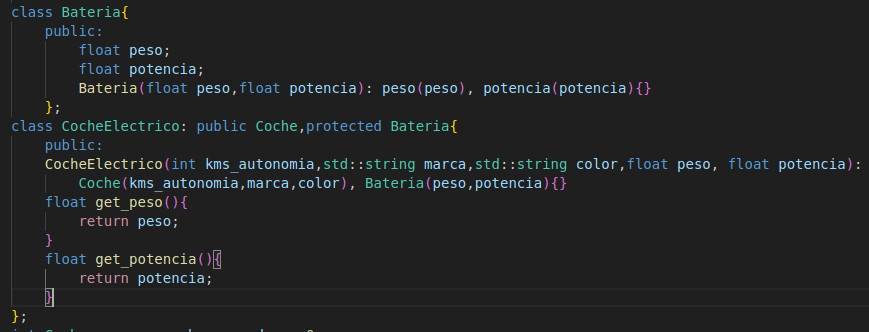 class Bateria{
public:
float peso;
float potencia;
Bateria(float peso,float potencia): peso(peso), potencia(potencia){}
};
class CocheElectrico: public Coche,protected Bateria{
public:
CocheElectrico(int kms_autonomia,std::string marca,std::string color,float peso, float potencia):
Coche(kms_autonomia,marca,color), Bateria(peso,potencia){}
float get_peso(){
return peso;
}
float get_potencia(){
return potencia;
}
};